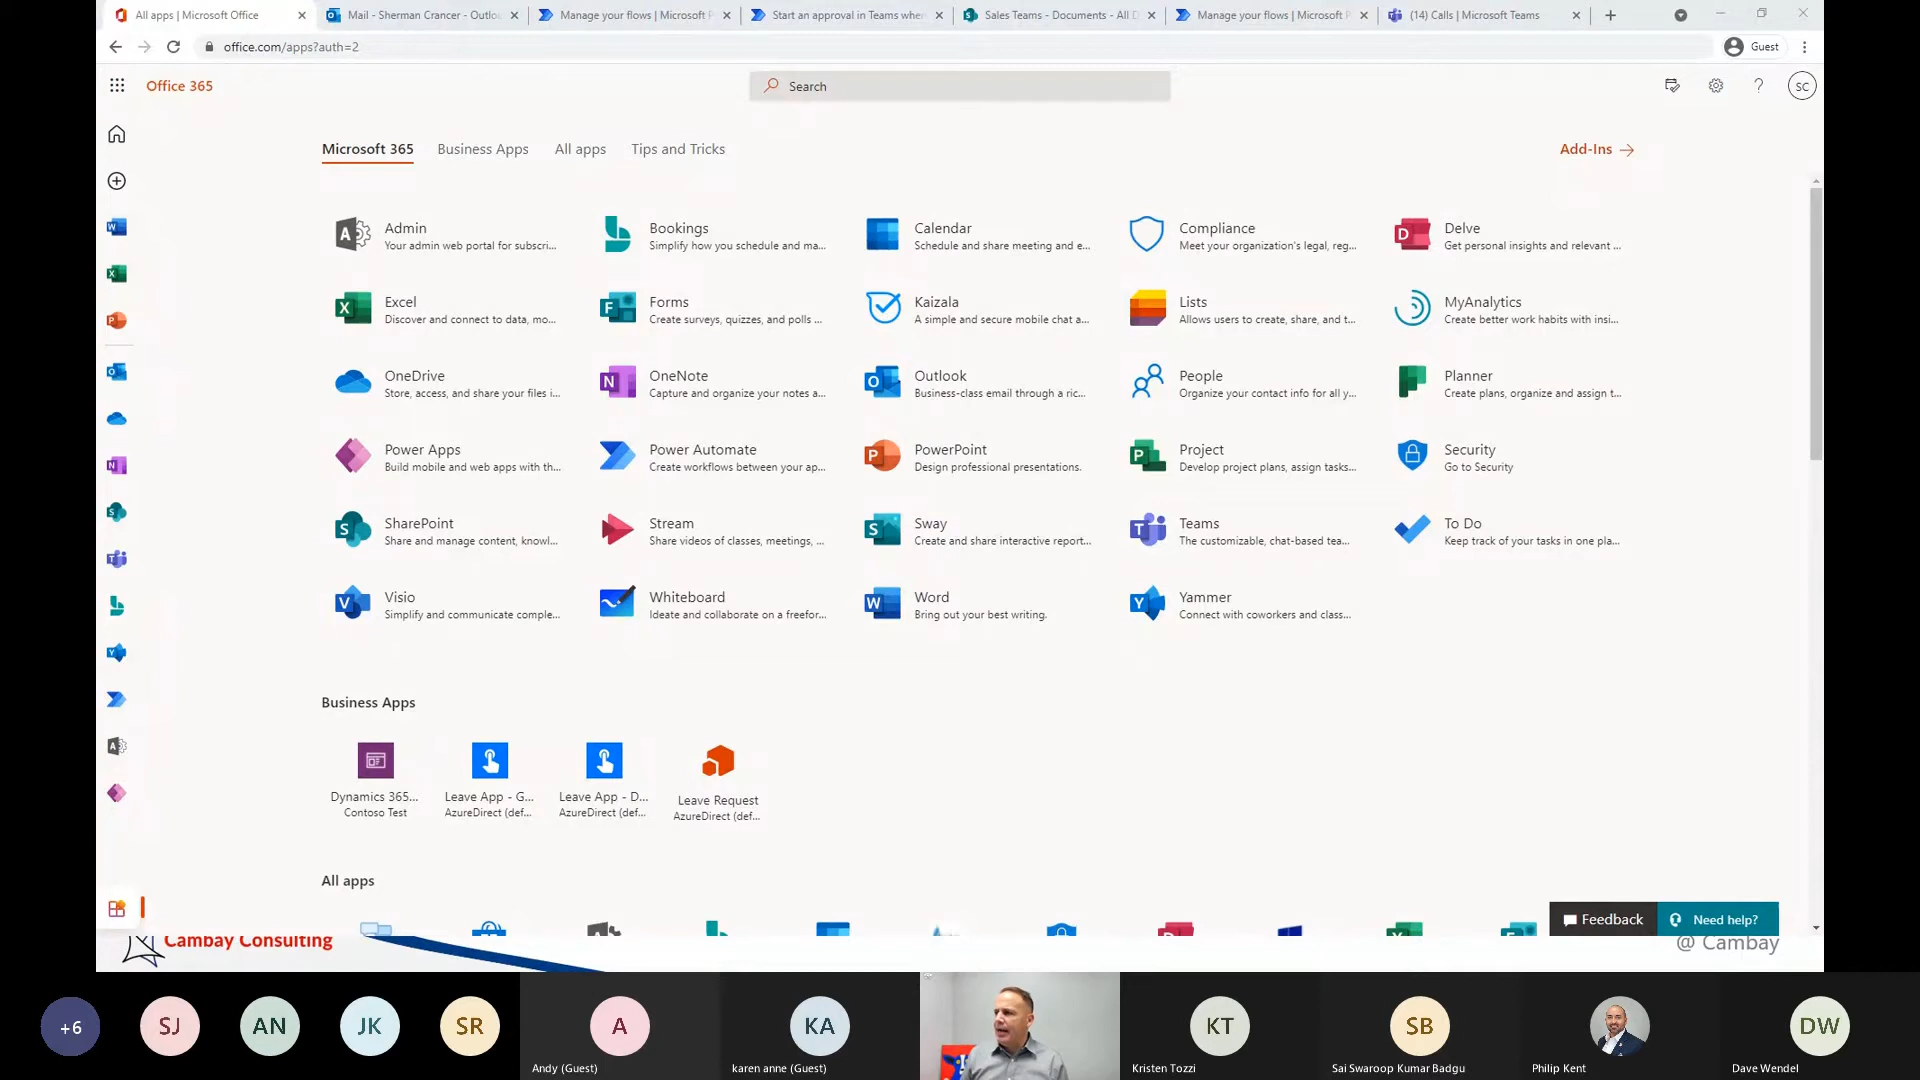 All apps | Microsoft Office
Mail - Sherman Crancer - Outlo
Manage your flows | Microsoft P
Start an approval in Teams when
Sales Teams - Documents - All D
Manage your flows | Microsoft P
(14) Calls | Microsoft Teams
office.com/apps?auth=2
Guest
Office 365
Search
SC
Microsoft 365
Business Apps
All apps
Tips and Tricks
Add-Ins
Admin
Your admin web portal for subscri...
Bookings
Simplify how you schedule and ma...
Calendar
Schedule and share meeting and e...
Compliance
Meet your organization's legal, reg...
Delve
Get personal insights and relevant ...
Excel
Discover and connect to data, mo...
Forms
Create surveys, quizzes, and polls ...
Kaizala
A simple and secure mobile chat a...
Lists
Allows users to create, share, and t...
MyAnalytics
Create better work habits with insi...
OneDrive
Store, access, and share your files i...
OneNote
Capture and organize your notes a...
Outlook
Business-class email through a ric...
People
Organize your contact info for all y...
Planner
Create plans, organize and assign t...
Power Apps
Build mobile and web apps with th...
Power Automate
Create workflows between your ap...
PowerPoint
Design professional presentations.
Project
Develop project plans, assign tasks...
Security
Go to Security
SharePoint
Share and manage content, knowl...
Stream
Share videos of classes, meetings, ...
Sway
Create and share interactive report...
Teams
The customizable, chat-based tea...
To Do
Keep track of your tasks in one pla...
Visio
Simplify and communicate comple...
Whiteboard
Ideate and collaborate on a freefor...
Word
Bring out your best writing.
Yammer
Connect with coworkers and class...
Business Apps
Dynamics 365...
Contoso Test
Leave App - G...
AzureDirect (def...
Leave App - D...
AzureDirect (def...
Leave Request
AzureDirect (def...
All apps
Feedback
Need help?
Cambay Consulting
@ Cambay
+6
SJ
AN
JK
SR
A
Andy (Guest)
KA
karen anne (Guest)
KT
Kristen Tozzi
SB
Sai Swaroop Kumar Badgu
Philip Kent
DW
Dave Wendel